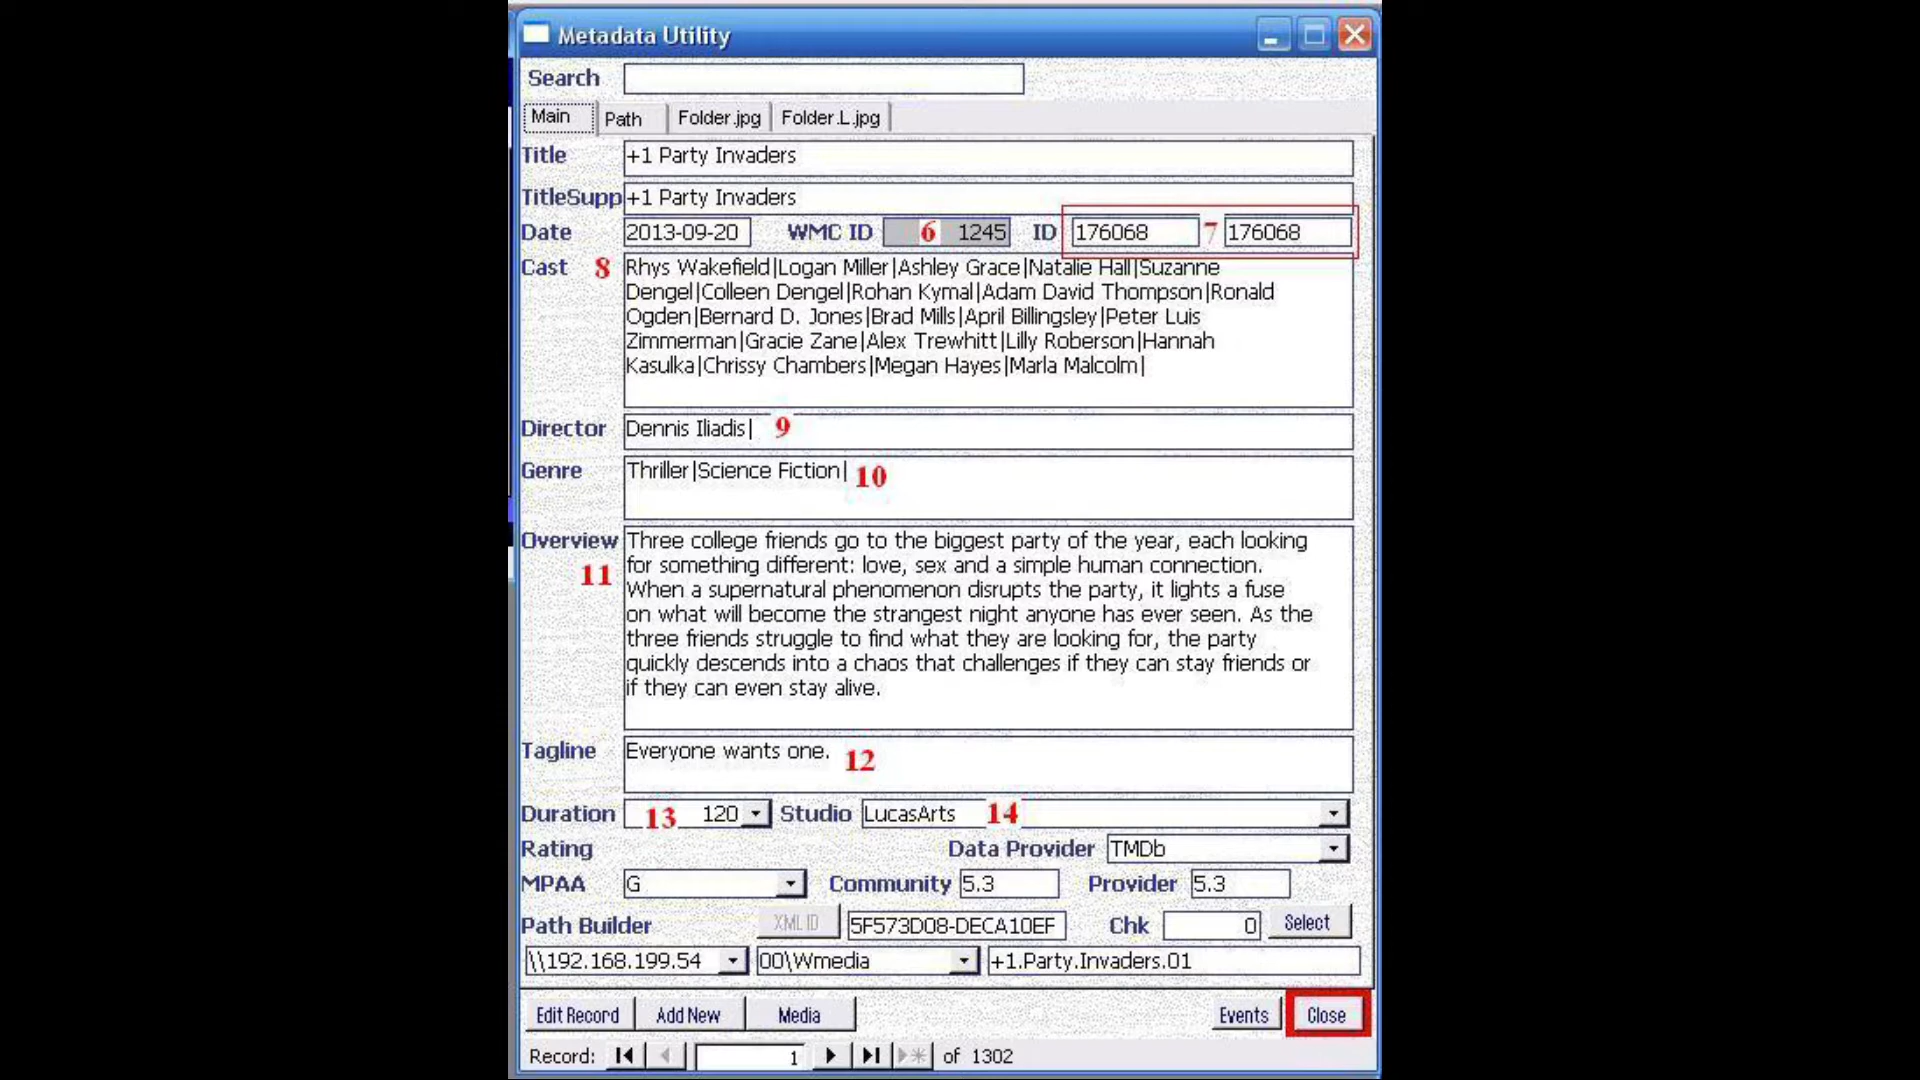 Metadata Utility
Search
Main Path Folder.jpg Folder.L.jpg
Title +1 Party Invaders
TitleSupp +1 Party Invaders
Date 2013-09-20 WMC ID 6 1245 ID 176068 7 176068
Cast 8 Rhys Wakefield|Logan Miller|Ashley Grace|Natalie Hall|Suzanne
Dengel|Colleen Dengel|Rohan Kymal|Adam David Thompson|Ronald
Ogden|Bernard D. Jones|Brad Mills|April Billingsley|Peter Luis
Zimmerman|Gracie Zane|Alex Trewhitt|Lilly Roberson|Hannah
Kasulka|Chrissy Chambers|Megan Hayes|Marla Malcolm|
Director Dennis Iliadis| 9
Genre Thriller|Science Fiction| 10
Overview Three college friends go to the biggest party of the year, each looking
11 for something different: love, sex and a simple human connection.
When a supernatural phenomenon disrupts the party, it lights a fuse
on what will become the strangest night anyone has ever seen. As the
three friends struggle to find what they are looking for, the party
quickly descends into a chaos that challenges if they can stay friends or
if they can even stay alive.
Tagline Everyone wants one. 12
Duration 13 120 Studio LucasArts 14
Rating Data Provider TMDb
MPAA G Community 5.3 Provider 5.3
Path Builder XML ID 5F573D08-DECA10EF Chk 0 Select
\\192.168.199.54 00\Wmedia +1.Party.Invaders.01
Edit Record Add New Media Events Close
Record: 1 of 1302